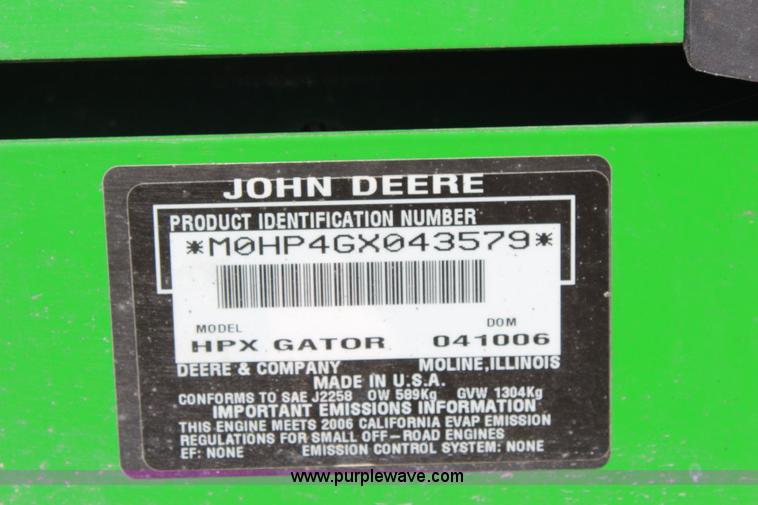 JOHN DEERE
PRODUCT IDENTIFICATION NUMBER
*M0HP4GX043579*
MODEL DOM
HPX GATOR 041006
DEERE & COMPANY MOLINE,ILLINOIS
MADE IN U.S.A.
CONFORMS TO SAE J2258 OW 589Kg GVW 1304Kg
IMPORTANT EMISSIONS INFORMATION
THIS ENGINE MEETS 2006 CALIFORNIA EVAP EMISSION
REGULATIONS FOR SMALL OFF-ROAD ENGINES
EF: NONE EMISSION CONTROL SYSTEM: NONE
www.purplewave.com